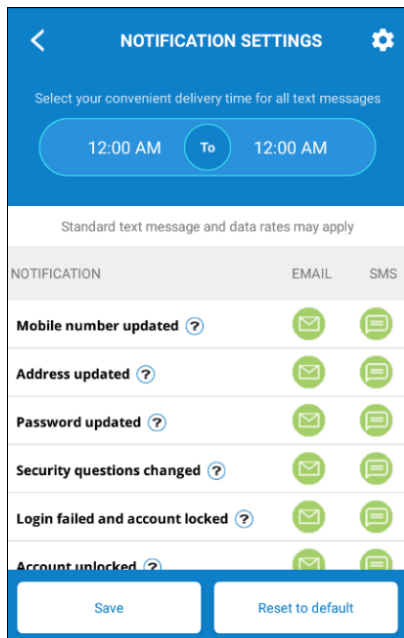 NOTIFICATION SETTINGS
Select your convenient delivery time for all text messages
12:00 AM To 12:00 AM
Standard text message and data rates may apply
NOTIFICATION EMAIL SMS
Mobile number updated ?
Address updated ?
Password updated ?
Security questions changed ?
Login failed and account locked ?
Account unlocked ?
Save Reset to default